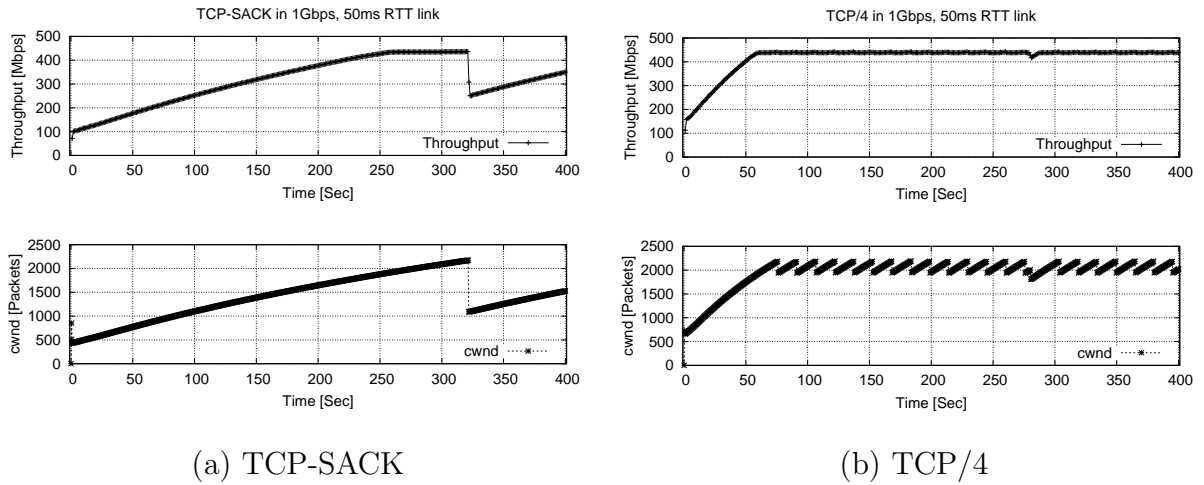 TCP-SACK in 1Gbps, 50ms RTT link
Throughput [Mbps]
500
400
300
200
100
0
Throughput
0 50 100 150 200 250 300 350 400
Time [Sec]
cwnd [Packets]
2500
2000
1500
1000
500
0
cwnd
0 50 100 150 200 250 300 350 400
Time [Sec]
(a) TCP-SACK
TCP/4 in 1Gbps, 50ms RTT link
Throughput [Mbps]
500
400
300
200
100
0
Throughput
0 50 100 150 200 250 300 350 400
Time [Sec]
cwnd [Packets]
2500
2000
1500
1000
500
0
cwnd
0 50 100 150 200 250 300 350 400
Time [Sec]
(b) TCP/4